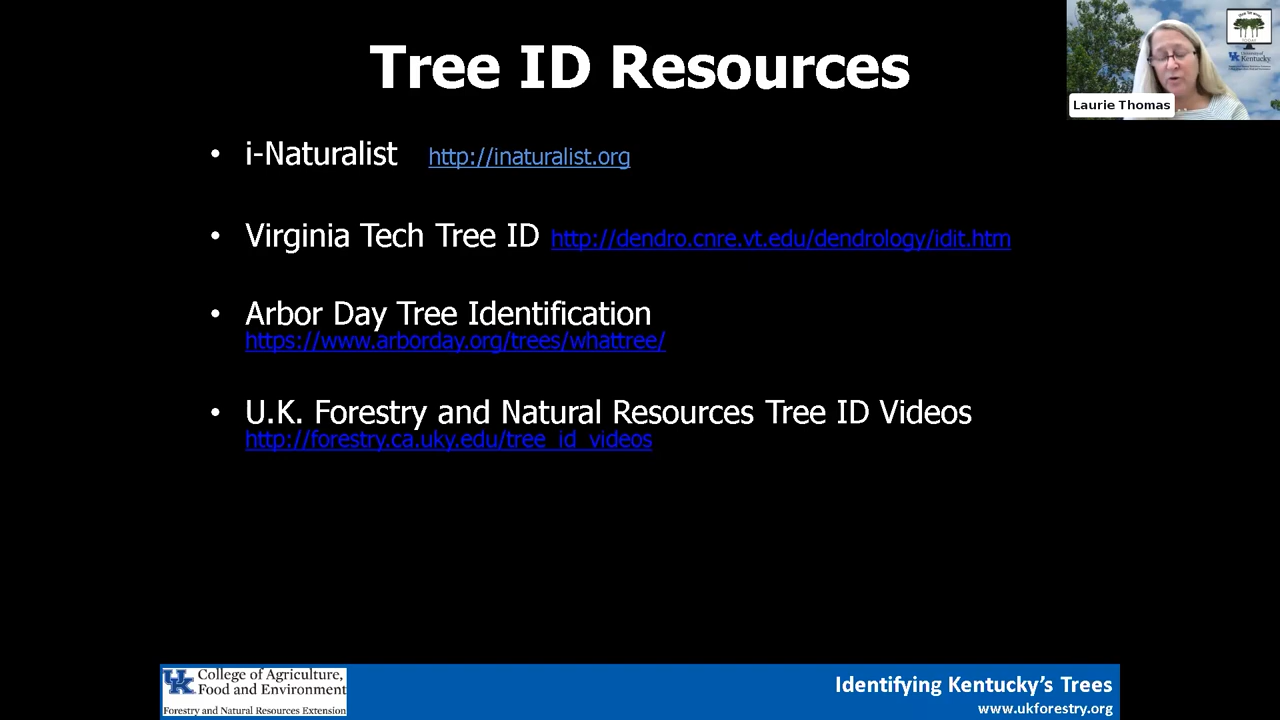 Tree ID Resources
Laurie Thomas
• i-Naturalist http://inaturalist.org
• Virginia Tech Tree ID http://dendro.cnre.vt.edu/dendrology/idit.htm
• Arbor Day Tree Identification
https://www.arborday.org/trees/whattree/
• U.K. Forestry and Natural Resources Tree ID Videos
http://forestry.ca.uky.edu/tree_id_videos
UK College of Agriculture,
Food and Environment
Forestry and Natural Resources Extension
Identifying Kentucky's Trees
www.ukforestry.org
Kentucky